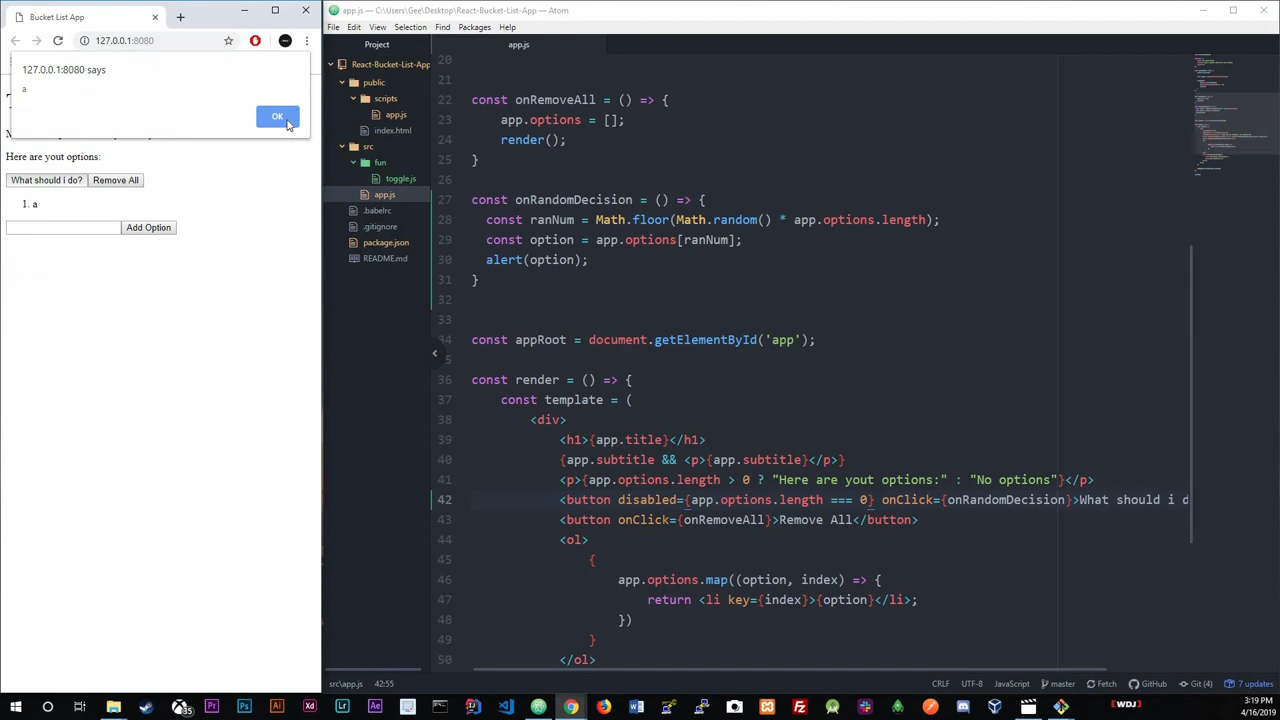 Bucket List App
127.0.0.1:8080
127.0.0.1:8080 says
a
OK
Here are yout options:
What should i do?
Remove All
1. a
Add Option
app.js — C:\Users\Gee\Desktop\React-Bucket-List-App — Atom
File Edit View Selection Find Packages Help
Project
React-Bucket-List-App
public
scripts
app.js
index.html
src
fun
toggle.js
app.js
.babelrc
.gitignore
package.json
README.md
app.js
20
21
22 const onRemoveAll = () => {
23 app.options = [];
24 render();
25 }
26
27 const onRandomDecision = () => {
28 const ranNum = Math.floor(Math.random() * app.options.length);
29 const option = app.options[ranNum];
30 alert(option);
31 }
32
33
34 const appRoot = document.getElementById('app');
35
36 const render = () => {
37 const template = (
38 <div>
39 <h1>{app.title}</h1>
40 {app.subtitle && <p>{app.subtitle}</p>}
41 <p>{app.options.length > 0 ? "Here are yout options:" : "No options"}</p>
42 <button disabled={app.options.length === 0} onClick={onRandomDecision}>What should i d
43 <button onClick={onRemoveAll}>Remove All</button>
44 <ol>
45 {
46 app.options.map((option, index) => {
47 return <li key={index}>{option}</li>;
48 })
49 }
50 </ol>
src\app.js 42:55 CRLF UTF-8 JavaScript master Fetch GitHub Git (4) 7 updates
3:19 PM
4/16/2019